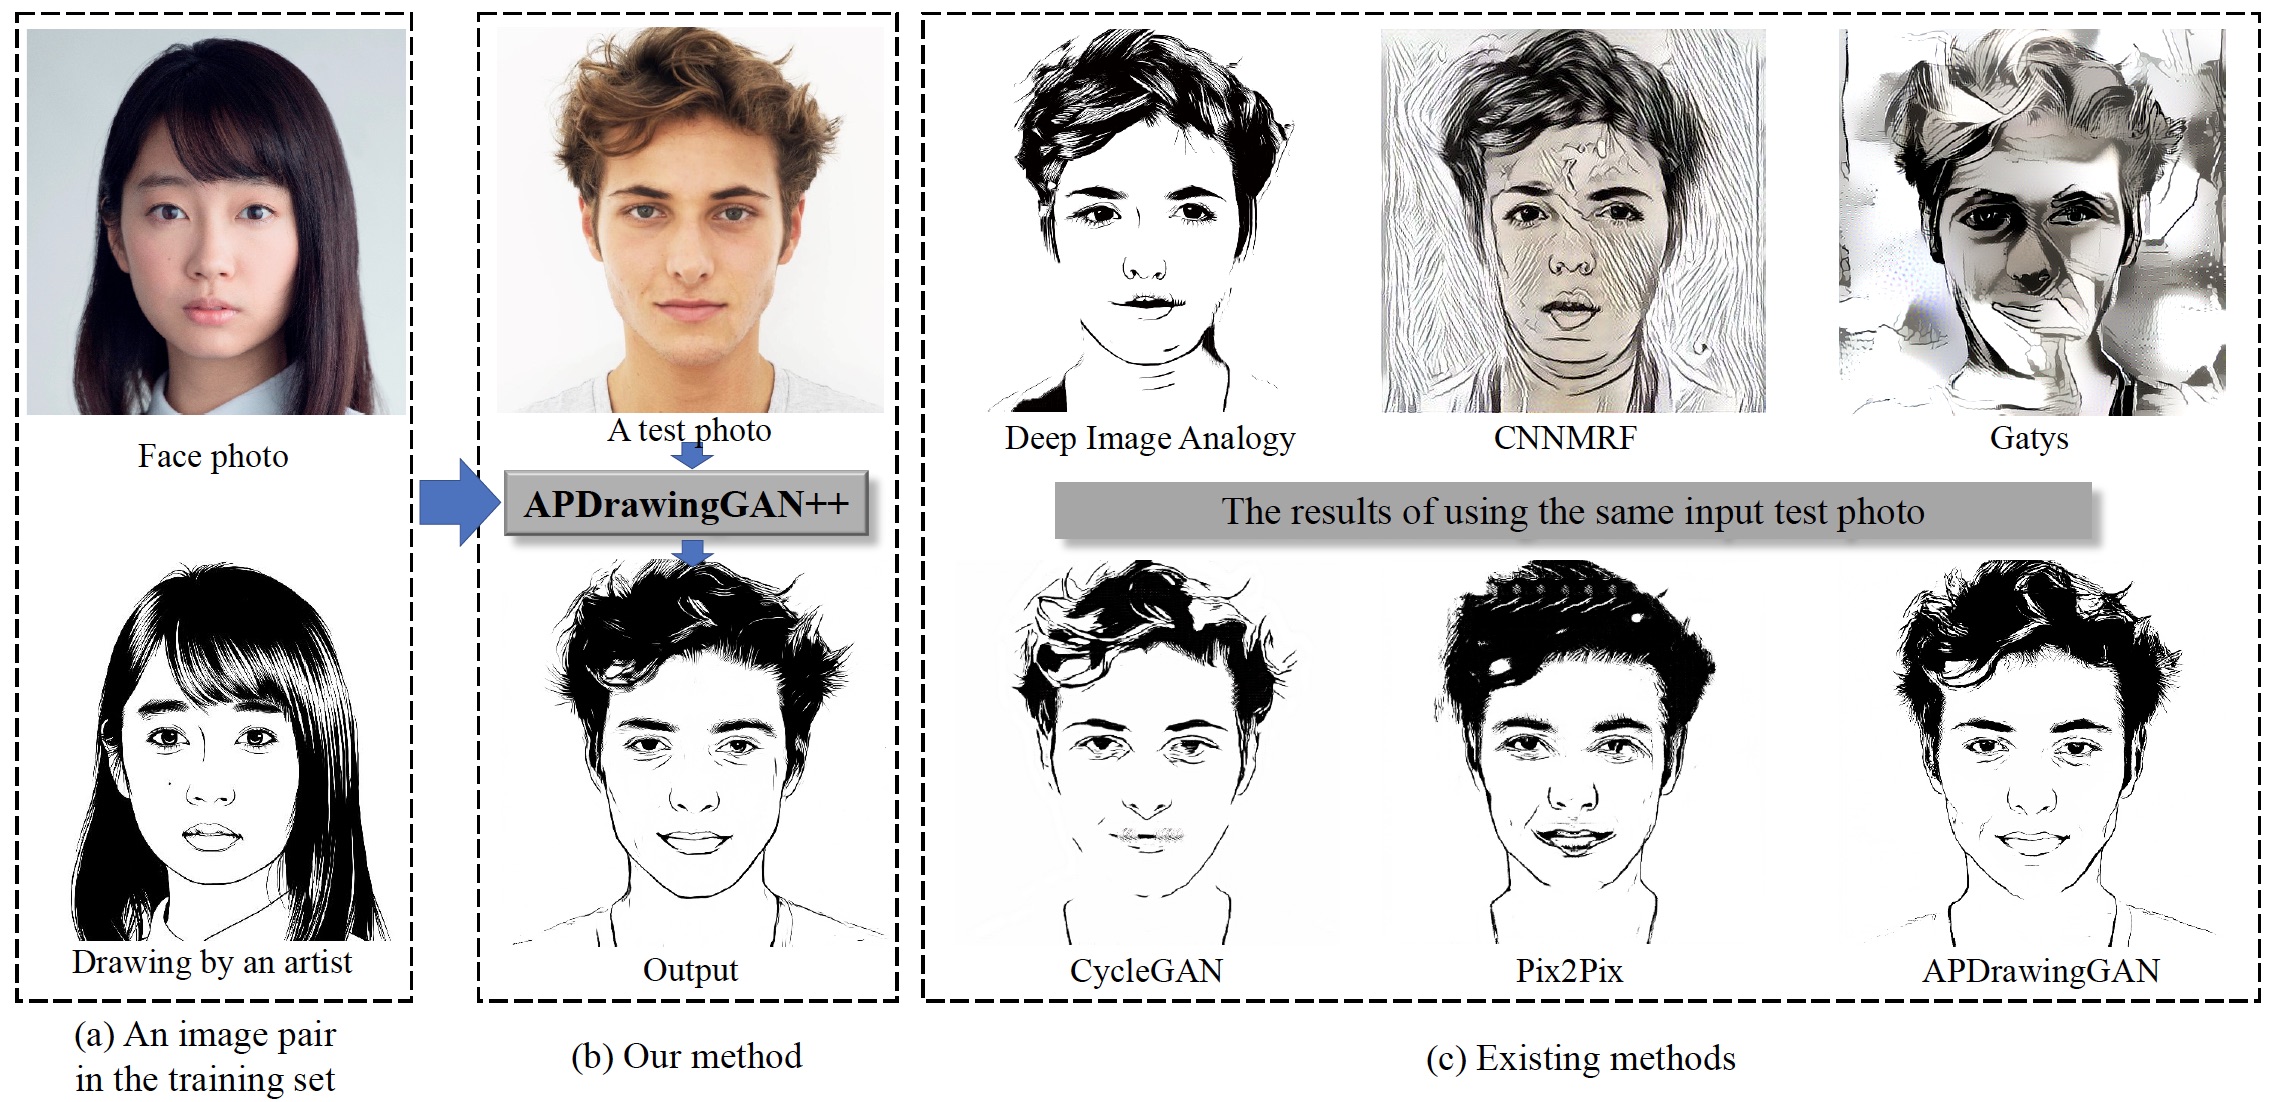 Face photo
Drawing by an artist
(a) An image pair
in the training set
A test photo
APDrawingGAN++
Output
(b) Our method
Deep Image Analogy
CNNMRF
Gatys
The results of using the same input test photo
CycleGAN
Pix2Pix
APDrawingGAN
(c) Existing methods